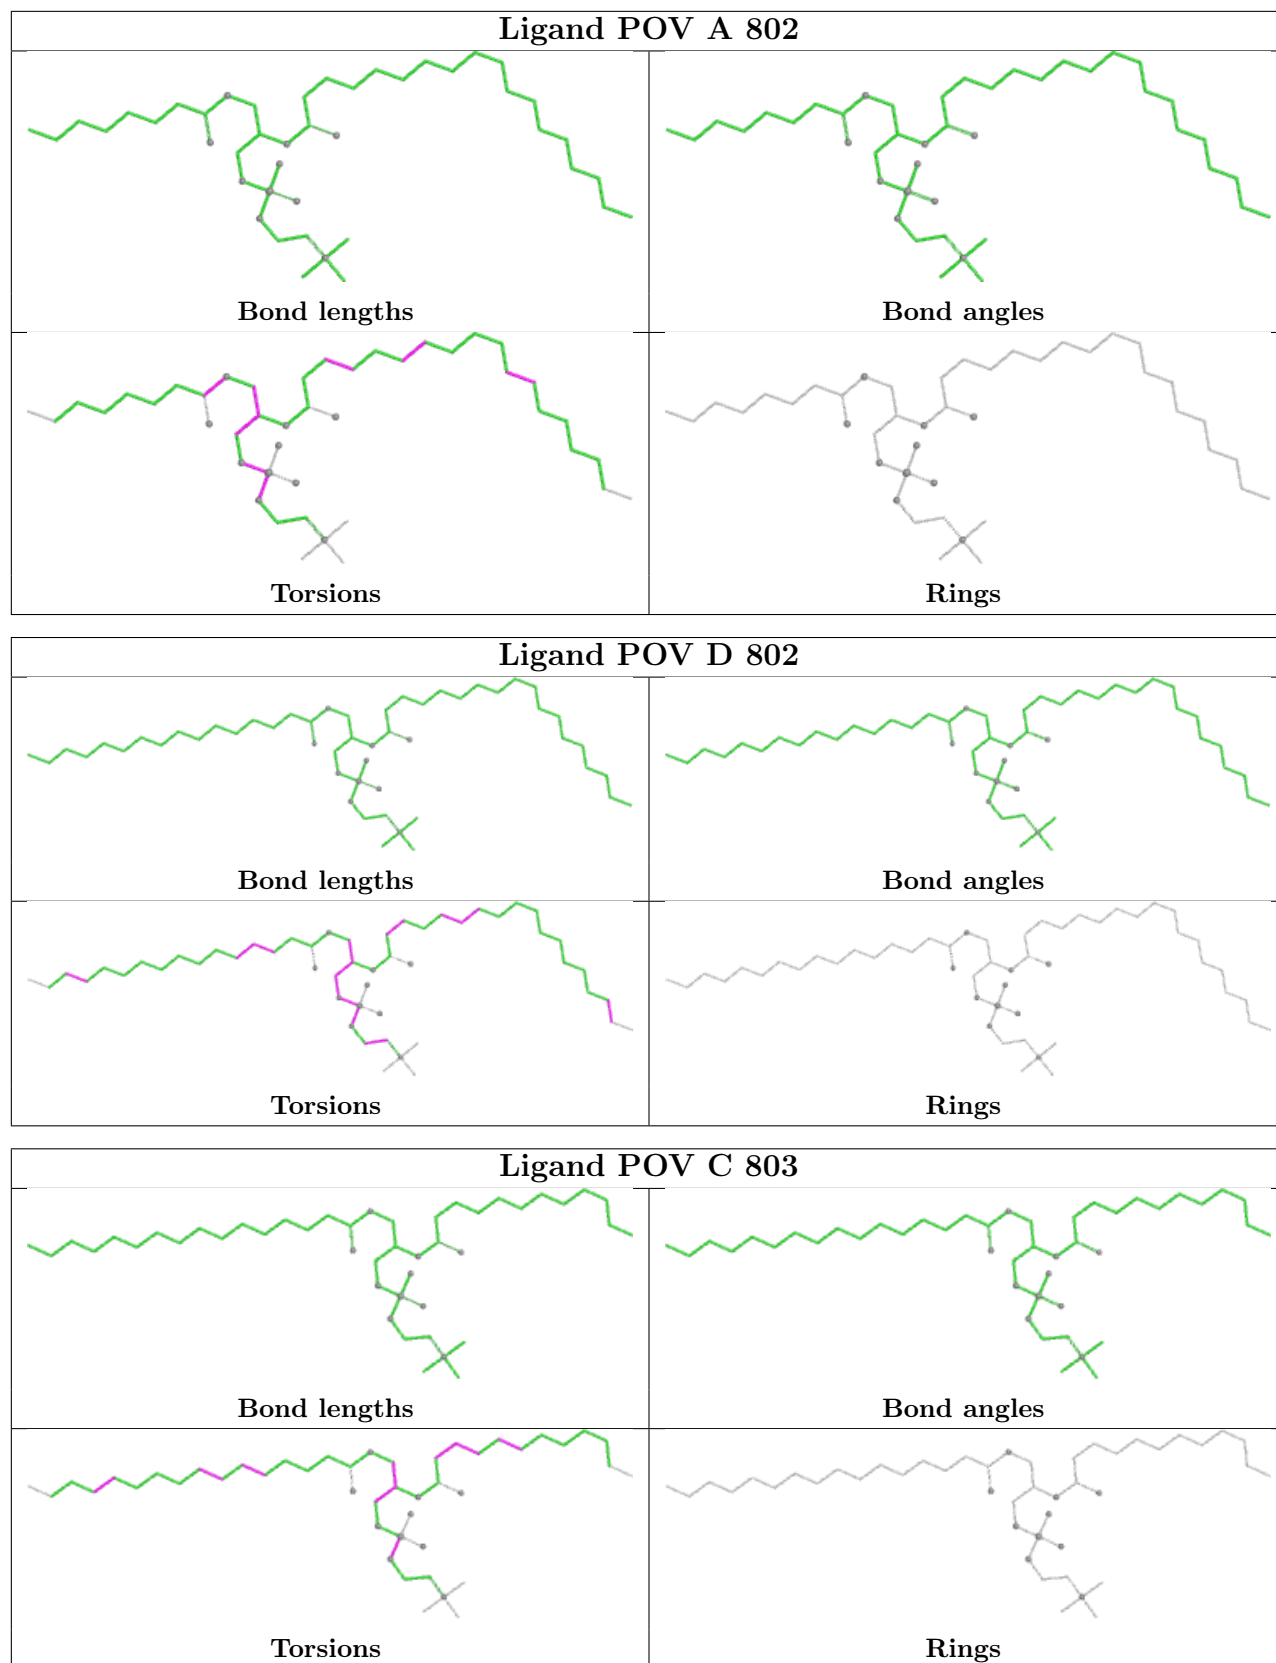 Ligand POV A 802
Bond lengths
Bond angles
Torsions
Rings
Ligand POV D 802
Bond lengths
Bond angles
Torsions
Rings
Ligand POV C 803
Bond lengths
Bond angles
Torsions
Rings